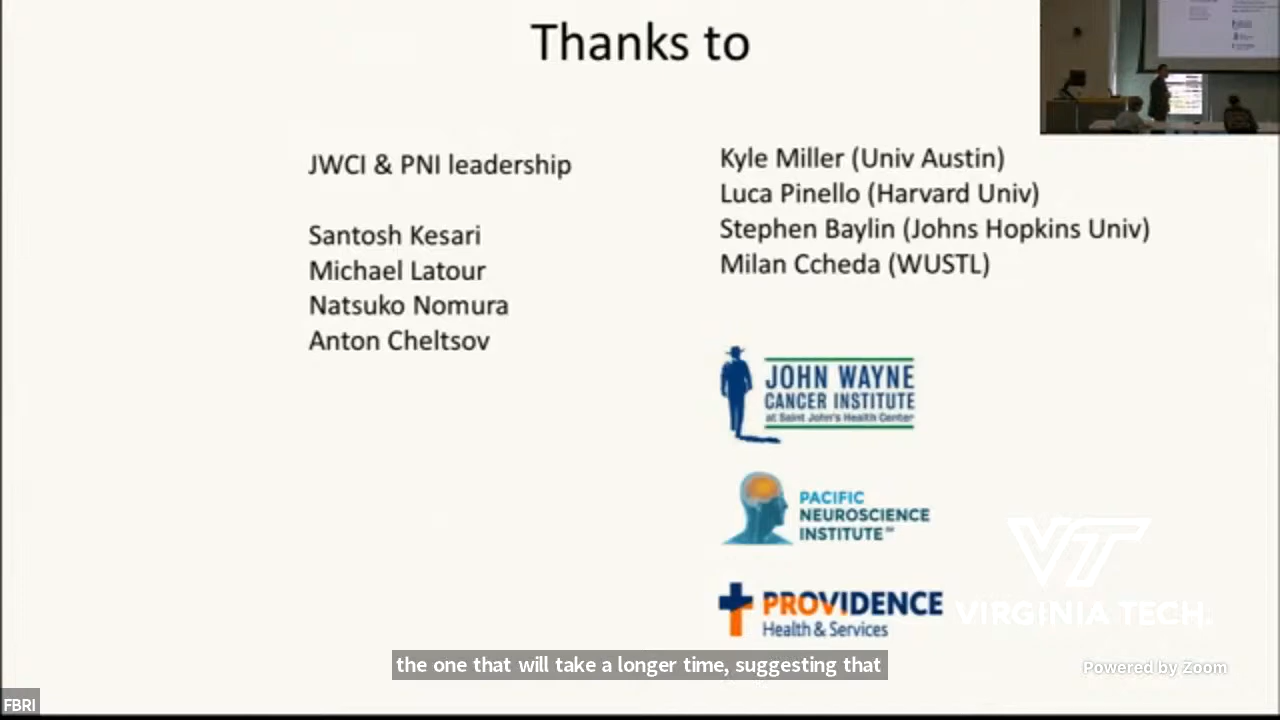 Thanks to
JWCI & PNI leadership
Santosh Kesari
Michael Latour
Natsuko Nomura
Anton Cheltsov
Kyle Miller (Univ Austin)
Luca Pinello (Harvard Univ)
Stephen Baylin (Johns Hopkins Univ)
Milan Ccheda (WUSTL)
JOHN WAYNE
CANCER INSTITUTE
at Saint John's Health Center
PACIFIC
NEUROSCIENCE
INSTITUTE
PROVIDENCE
Health & Services
VT
VIRGINIA TECH.
the one that will take a longer time, suggesting that
Powered by Zoom
FBRI